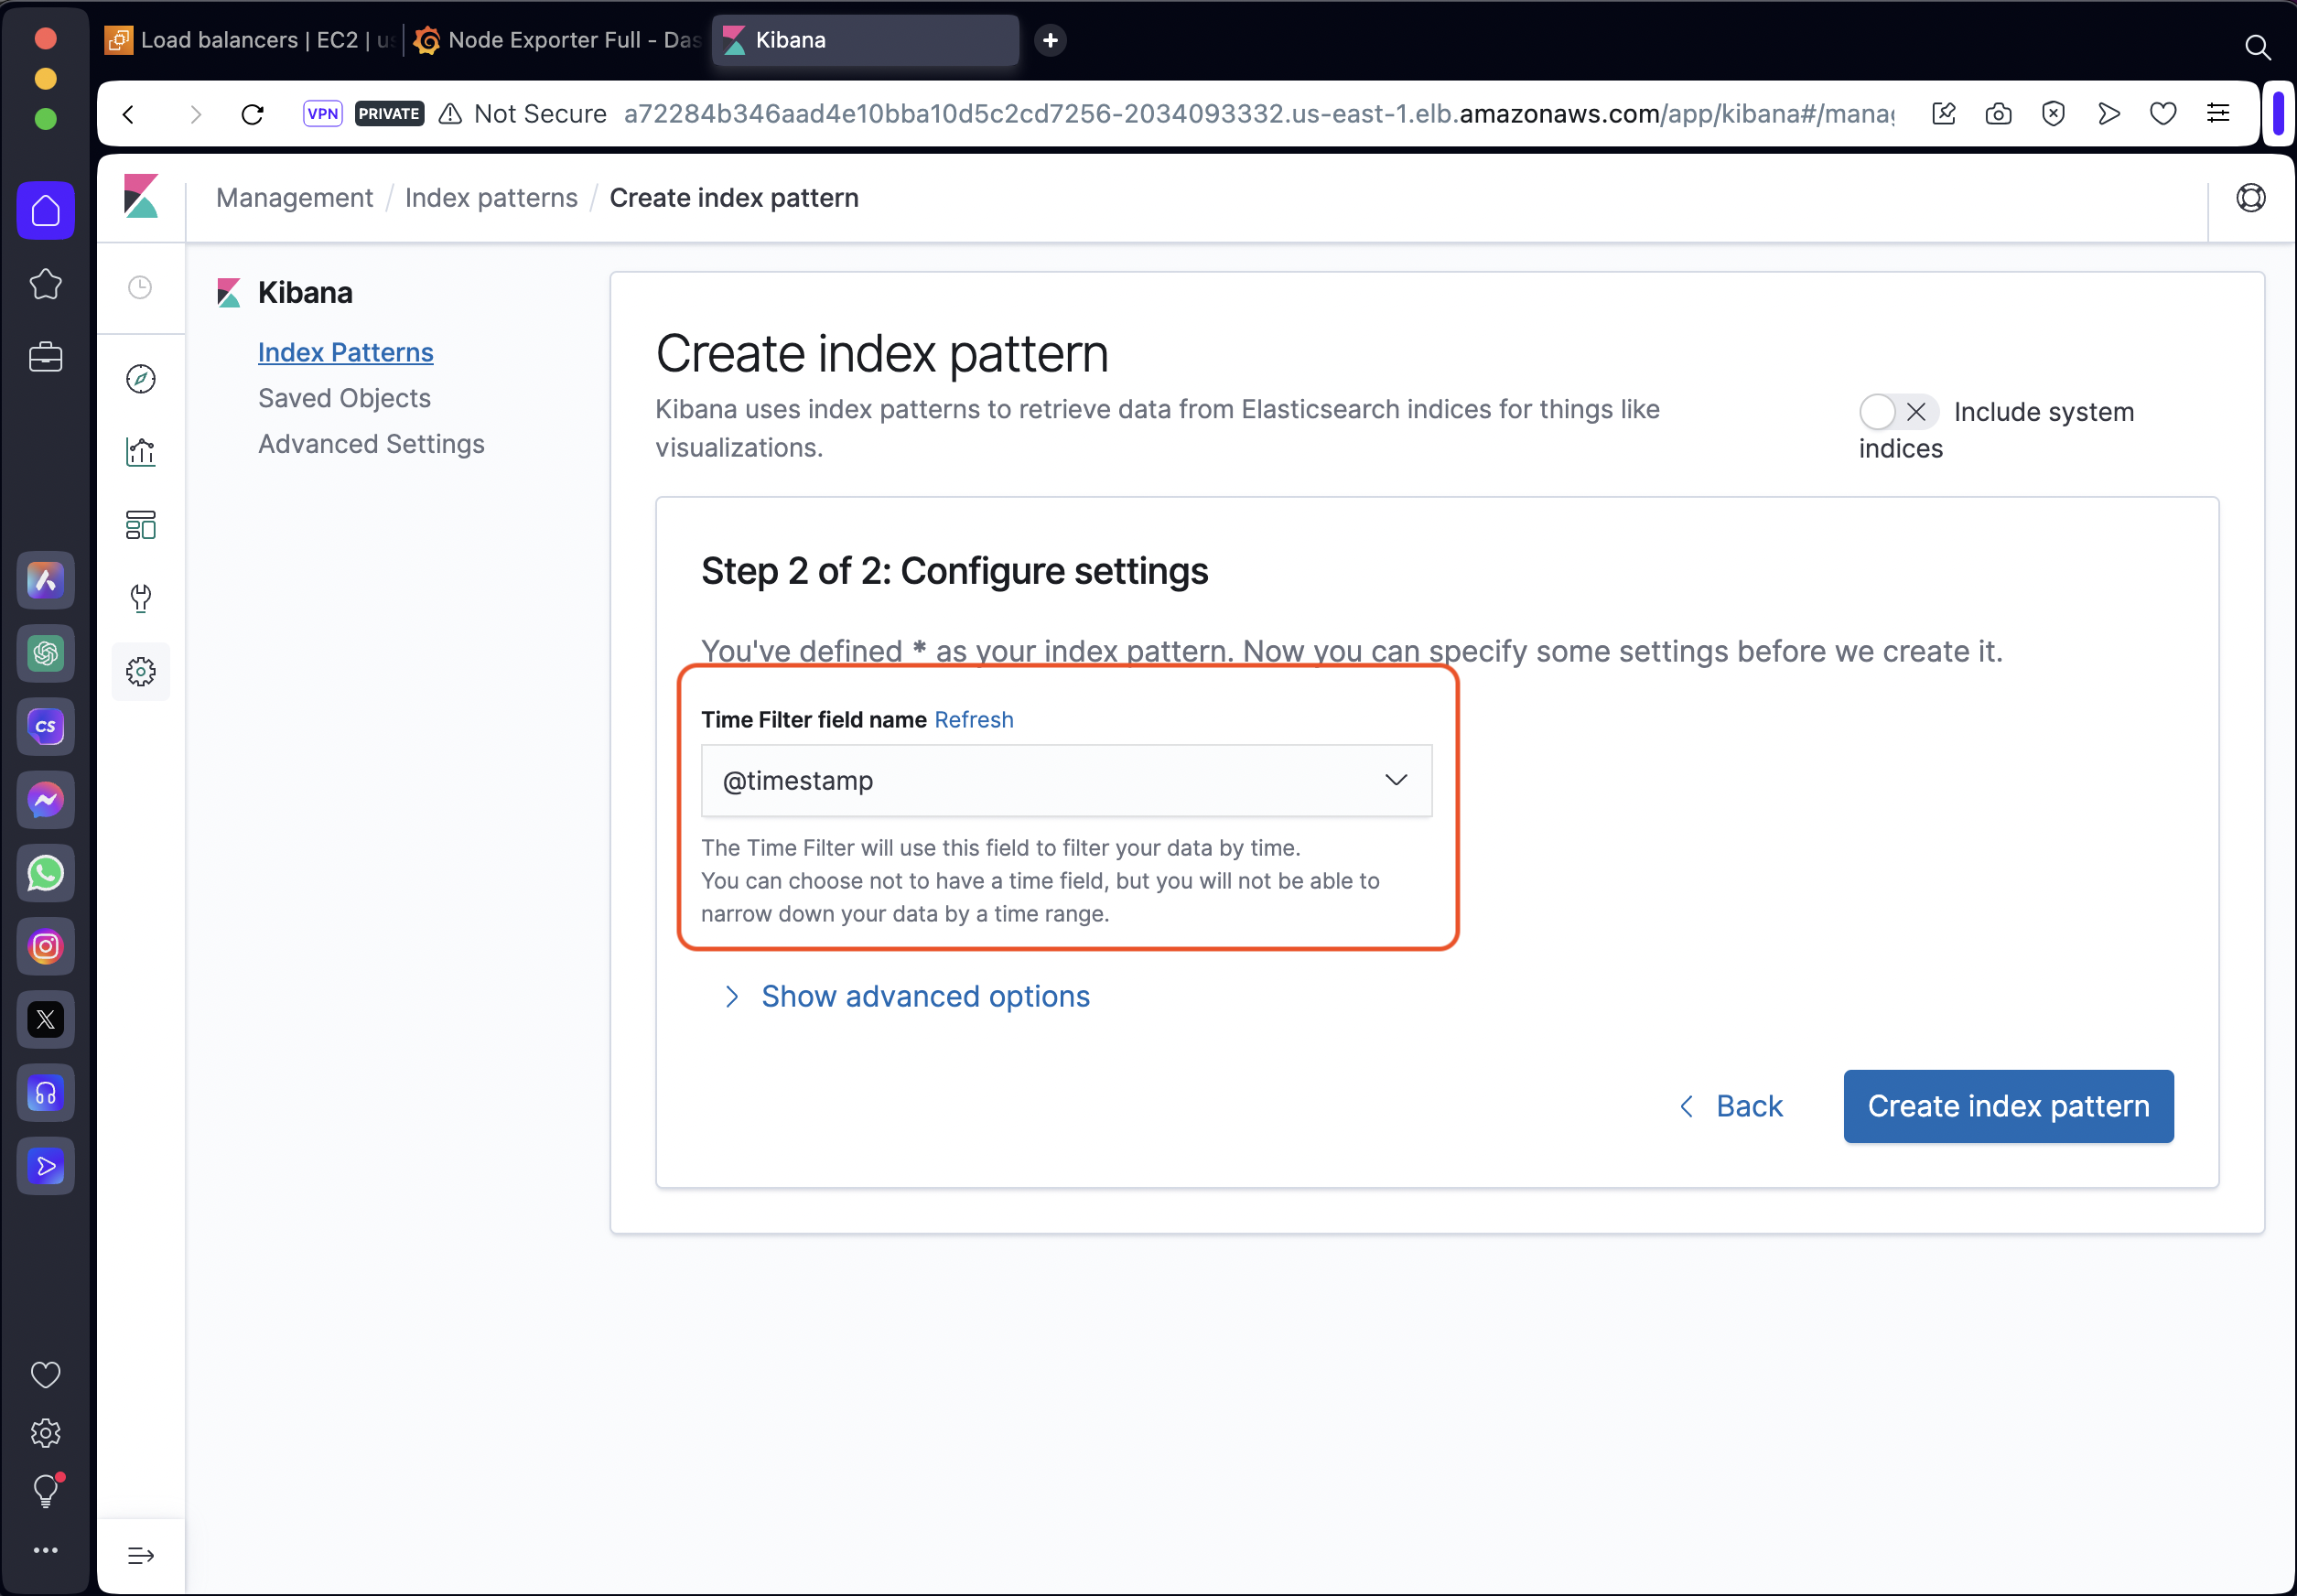 Load balancers | EC2 | us
Node Exporter Full - Das
Kibana
VPN PRIVATE Not Secure a72284b346aad4e10bba10d5c2cd7256-2034093332.us-east-1.elb.amazonaws.com/app/kibana#/manag
Management / Index patterns / Create index pattern
Kibana
Index Patterns
Saved Objects
Advanced Settings
Create index pattern
Kibana uses index patterns to retrieve data from Elasticsearch indices for things like
visualizations.
Include system
indices
Step 2 of 2: Configure settings
You've defined * as your index pattern. Now you can specify some settings before we create it.
Time Filter field name Refresh
@timestamp
The Time Filter will use this field to filter your data by time.
You can choose not to have a time field, but you will not be able to
narrow down your data by a time range.
Show advanced options
Back
Create index pattern
CS